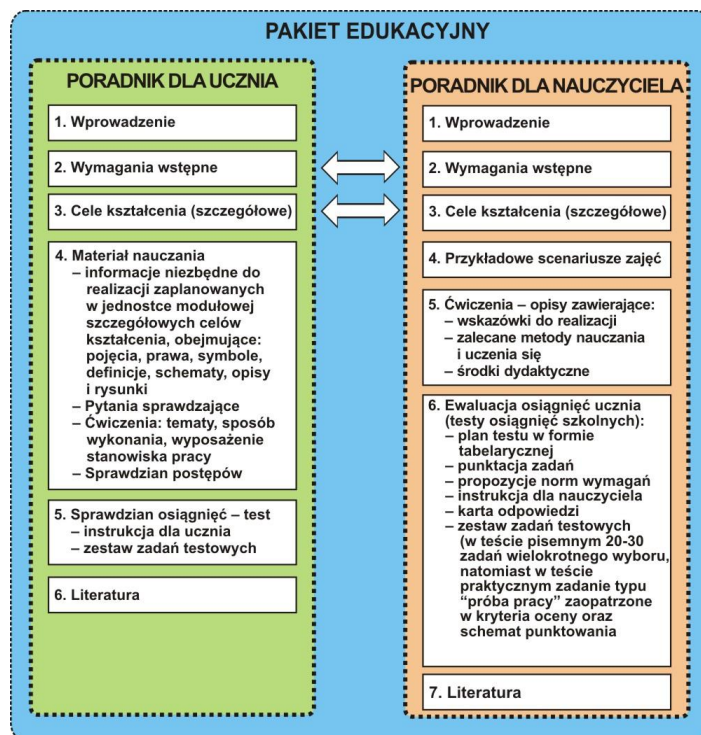 PAKIET EDUKACYJNY
PORADNIK DLA UCZNIA
1. Wprowadzenie
2. Wymagania wstępne
3. Cele kształcenia (szczegółowe)
4. Materiał nauczania
– informacje niezbędne do
realizacji zaplanowanych
w jednostce modułowej
szczegółowych celów
kształcenia, obejmujące:
pojęcia, prawa, symbole,
definicje, schematy, opisy
i rysunki
– Pytania sprawdzające
– Ćwiczenia: tematy, sposób
wykonania, wyposażenie
stanowiska pracy
– Sprawdzian postępów
5. Sprawdzian osiągnięć – test
– instrukcja dla ucznia
– zestaw zadań testowych
6. Literatura
PORADNIK DLA NAUCZYCIELA
1. Wprowadzenie
2. Wymagania wstępne
3. Cele kształcenia (szczegółowe)
4. Przykładowe scenariusze zajęć
5. Ćwiczenia – opisy zawierające:
– wskazówki do realizacji
– zalecane metody nauczania
i uczenia się
– środki dydaktyczne
6. Ewaluacja osiągnięć ucznia
(testy osiągnięć szkolnych):
– plan testu w formie
tabelarycznej
– punktacja zadań
– propozycje norm wymagań
– instrukcja dla nauczyciela
– karta odpowiedzi
– zestaw zadań testowych
(w teście pisemnym 20-30
zadań wielokrotnego wyboru,
natomiast w teście
praktycznym zadanie typu
“próba pracy” zaopatrzone
w kryteria oceny oraz
schemat punktowania
7. Literatura